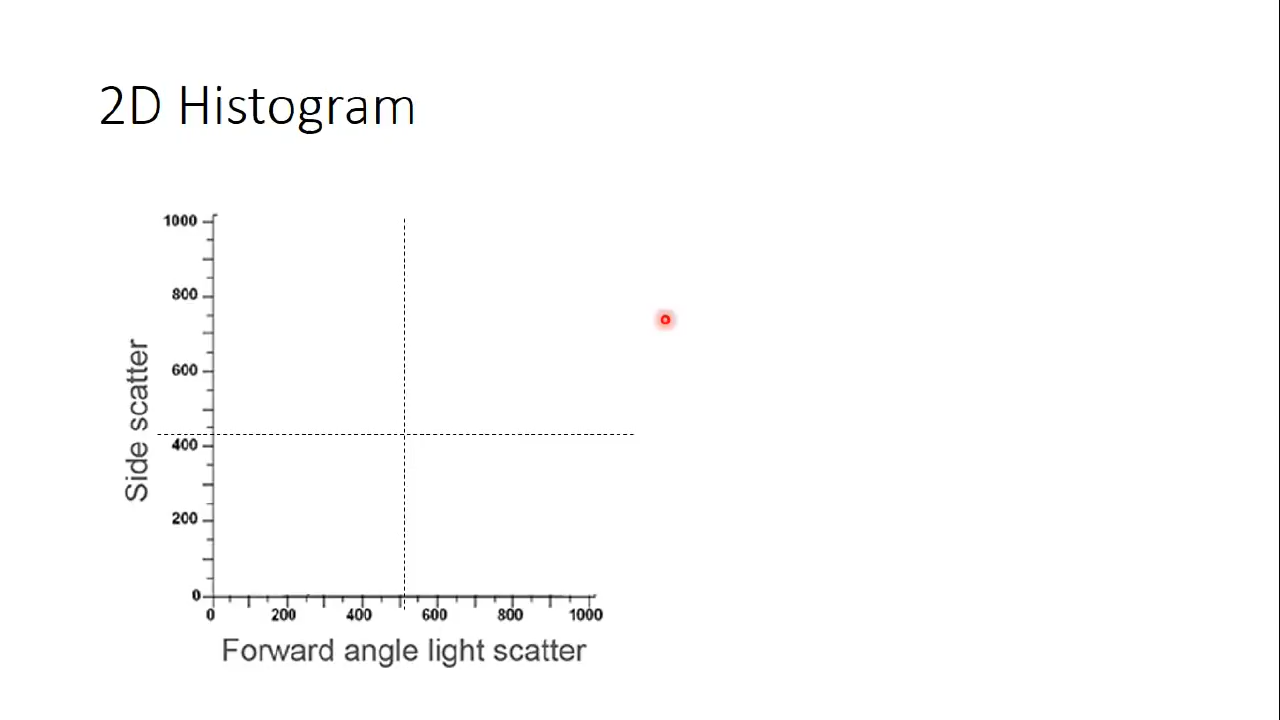 2D Histogram
1000
800
600
400
200
0
Side scatter
0 200 400 600 800 1000
Forward angle light scatter